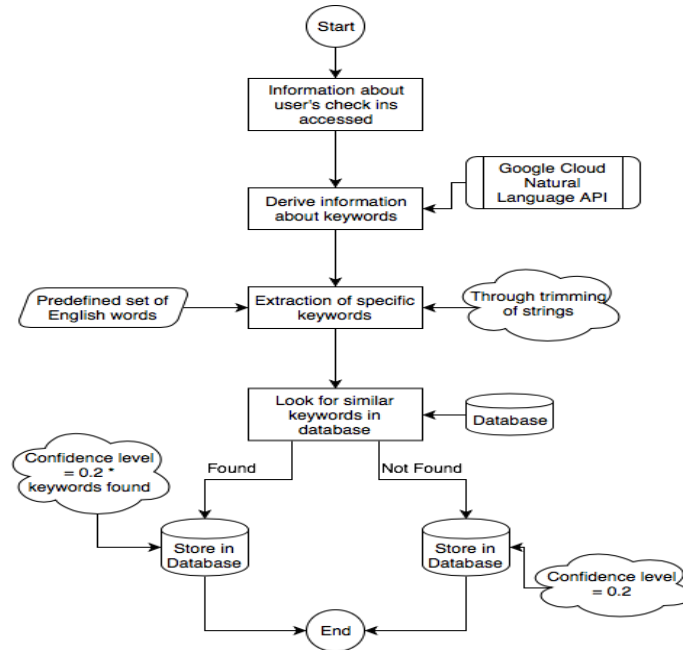 Start
Information about
user's check ins
accessed
Google Cloud
Natural
Language API
Derive information
about keywords
Predefined set of
English words
Extraction of specific
keywords
Through trimming
of strings
Look for similar
keywords in
database
Database
Confidence level
= 0.2 *
keywords found
Found
Not Found
Store in
Database
Store in
Database
Confidence level
= 0.2
End